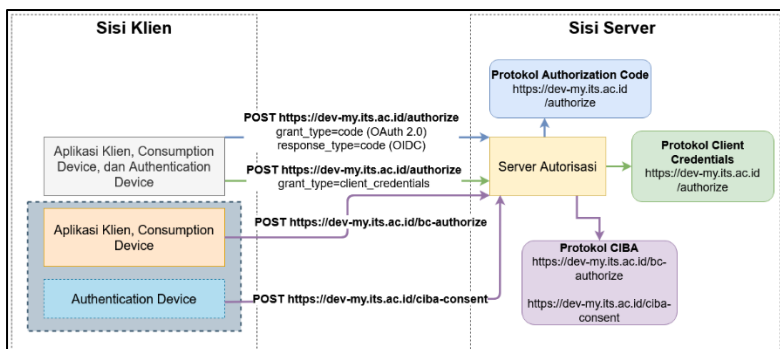 Sisi Klien
Sisi Server
Protokol Authorization Code
https://dev-my.its.ac.id
/authorize
POST https://dev-my.its.ac.id/authorize
grant_type=code (OAuth 2.0)
response_type=code (OIDC)
Aplikasi Klien, Consumption
Device, dan Authentication
Device
POST https://dev-my.its.ac.id/authorize
grant_type=client_credentials
Server Autorisasi
Protokol Client
Credentials
https://dev-my.its.ac.id
/authorize
Aplikasi Klien, Consumption
Device
POST https://dev-my.its.ac.id/bc-authorize
Authentication Device
POST https://dev-my.its.ac.id/ciba-consent
Protokol CIBA
https://dev-my.its.ac.id/bc-
authorize
https://dev-my.its.ac.id/ciba-
consent